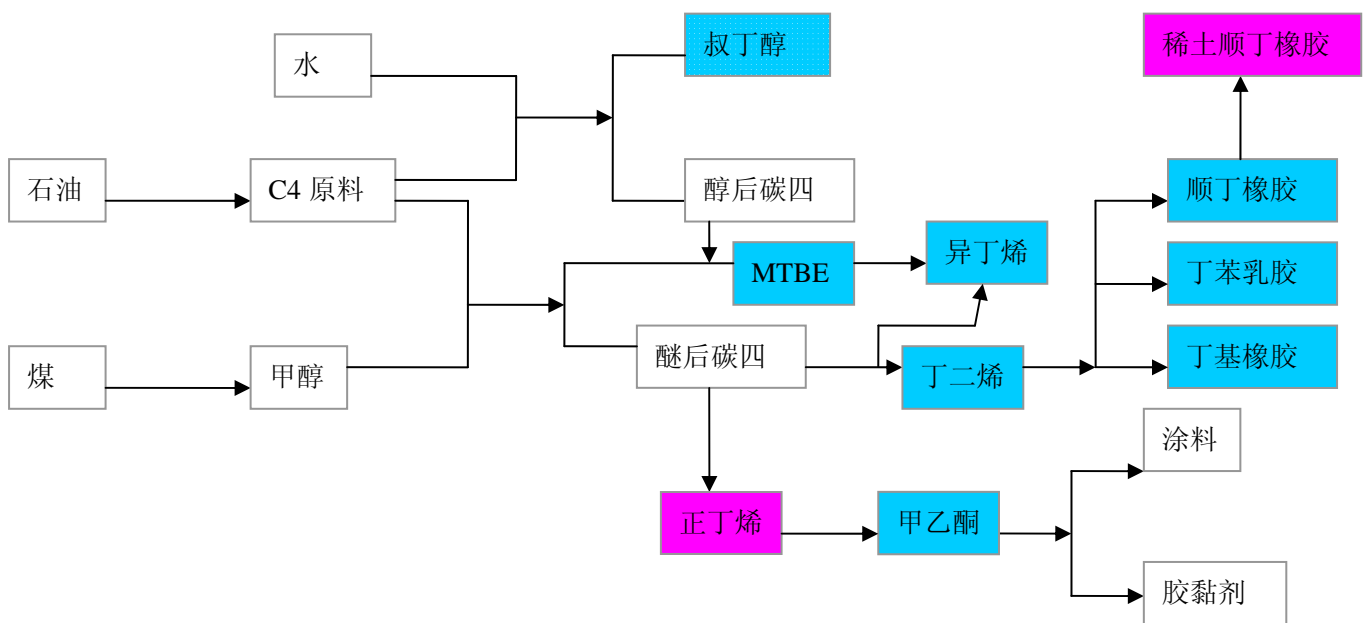 叔丁醇
稀土顺丁橡胶
水
石油
C4 原料
醇后碳四
顺丁橡胶
MTBE
异丁烯
丁苯乳胶
煤
甲醇
醚后碳四
丁二烯
丁基橡胶
涂料
正丁烯
甲乙酮
胶黏剂